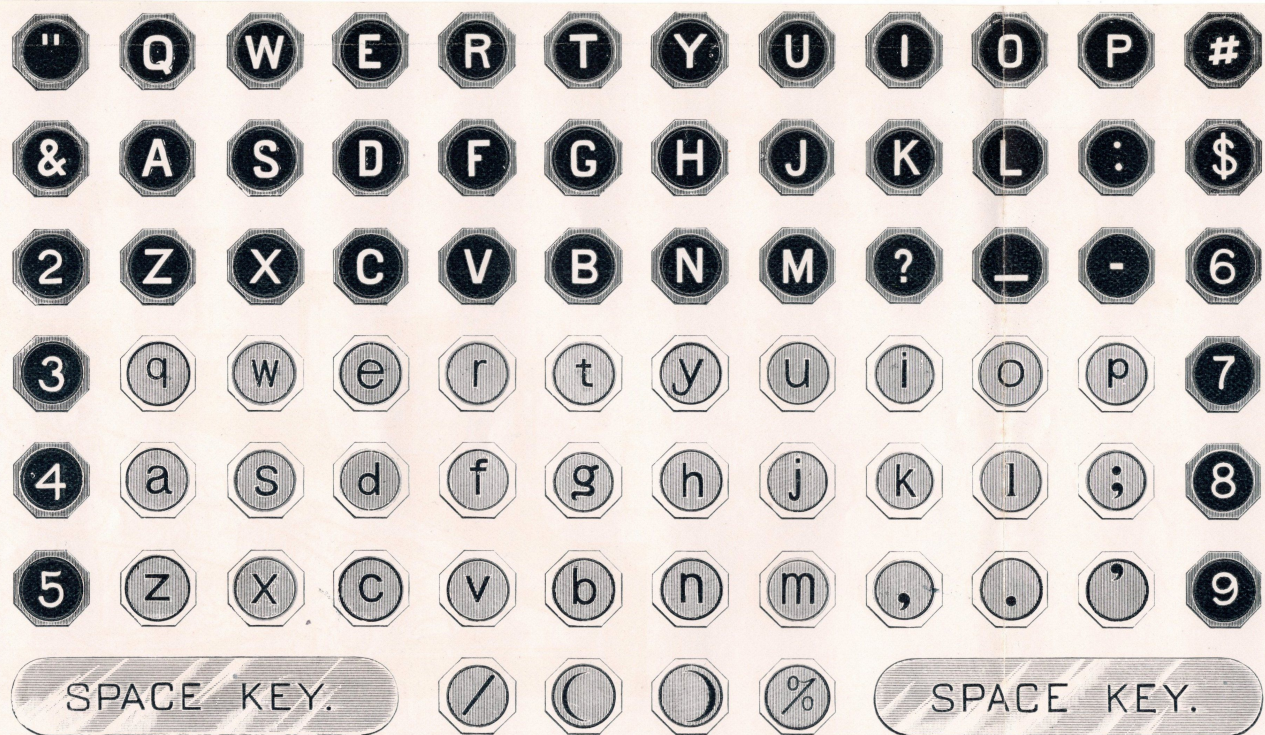 " Q W E R T Y U I O P #
& A S D F G H J K L : $
2 Z X C V B N M ? _ - 6
3 q w e r t y u i o p 7
4 a s d f g h j k l ; 8
5 z x c v b n m , . ' 9
SPACE KEY. / ( ) % SPACE KEY.